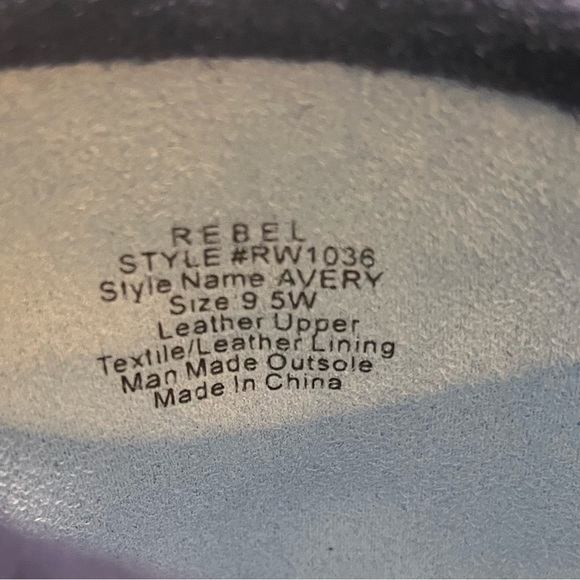 REBEL
STYLE #RW1036
Style Name AVERY
Size 9 5W
Leather Upper
Textile/Leather Lining
Man Made Outsole
Made In China